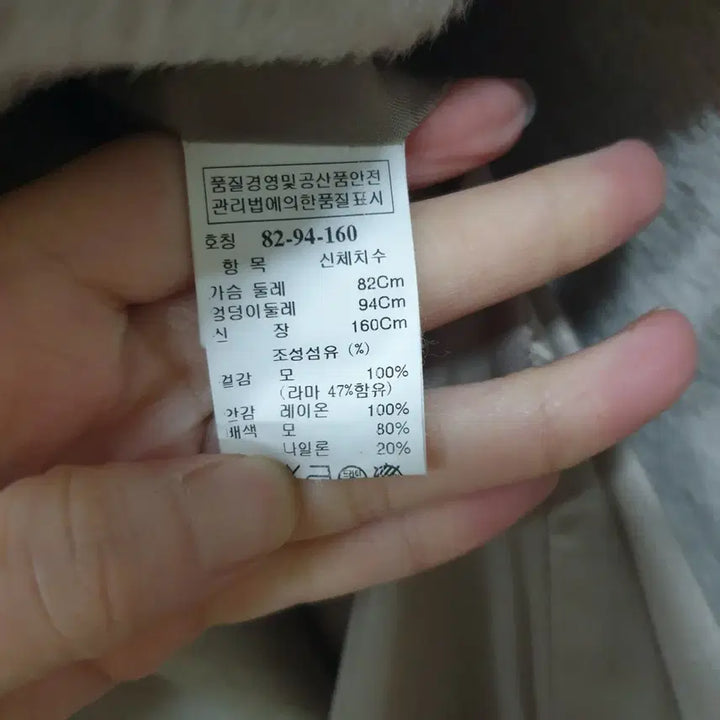 품질경영및공산품안전
관리법에의한품질표시
호칭 82-94-160
항 목 신체치수
가슴 둘레 82Cm
엉덩이둘레 94Cm
신 장 160Cm
조성섬유 (%)
겉감 모 100%
(라마 47%함유)
안감 레이온 100%
배색 모 80%
나일론 20%